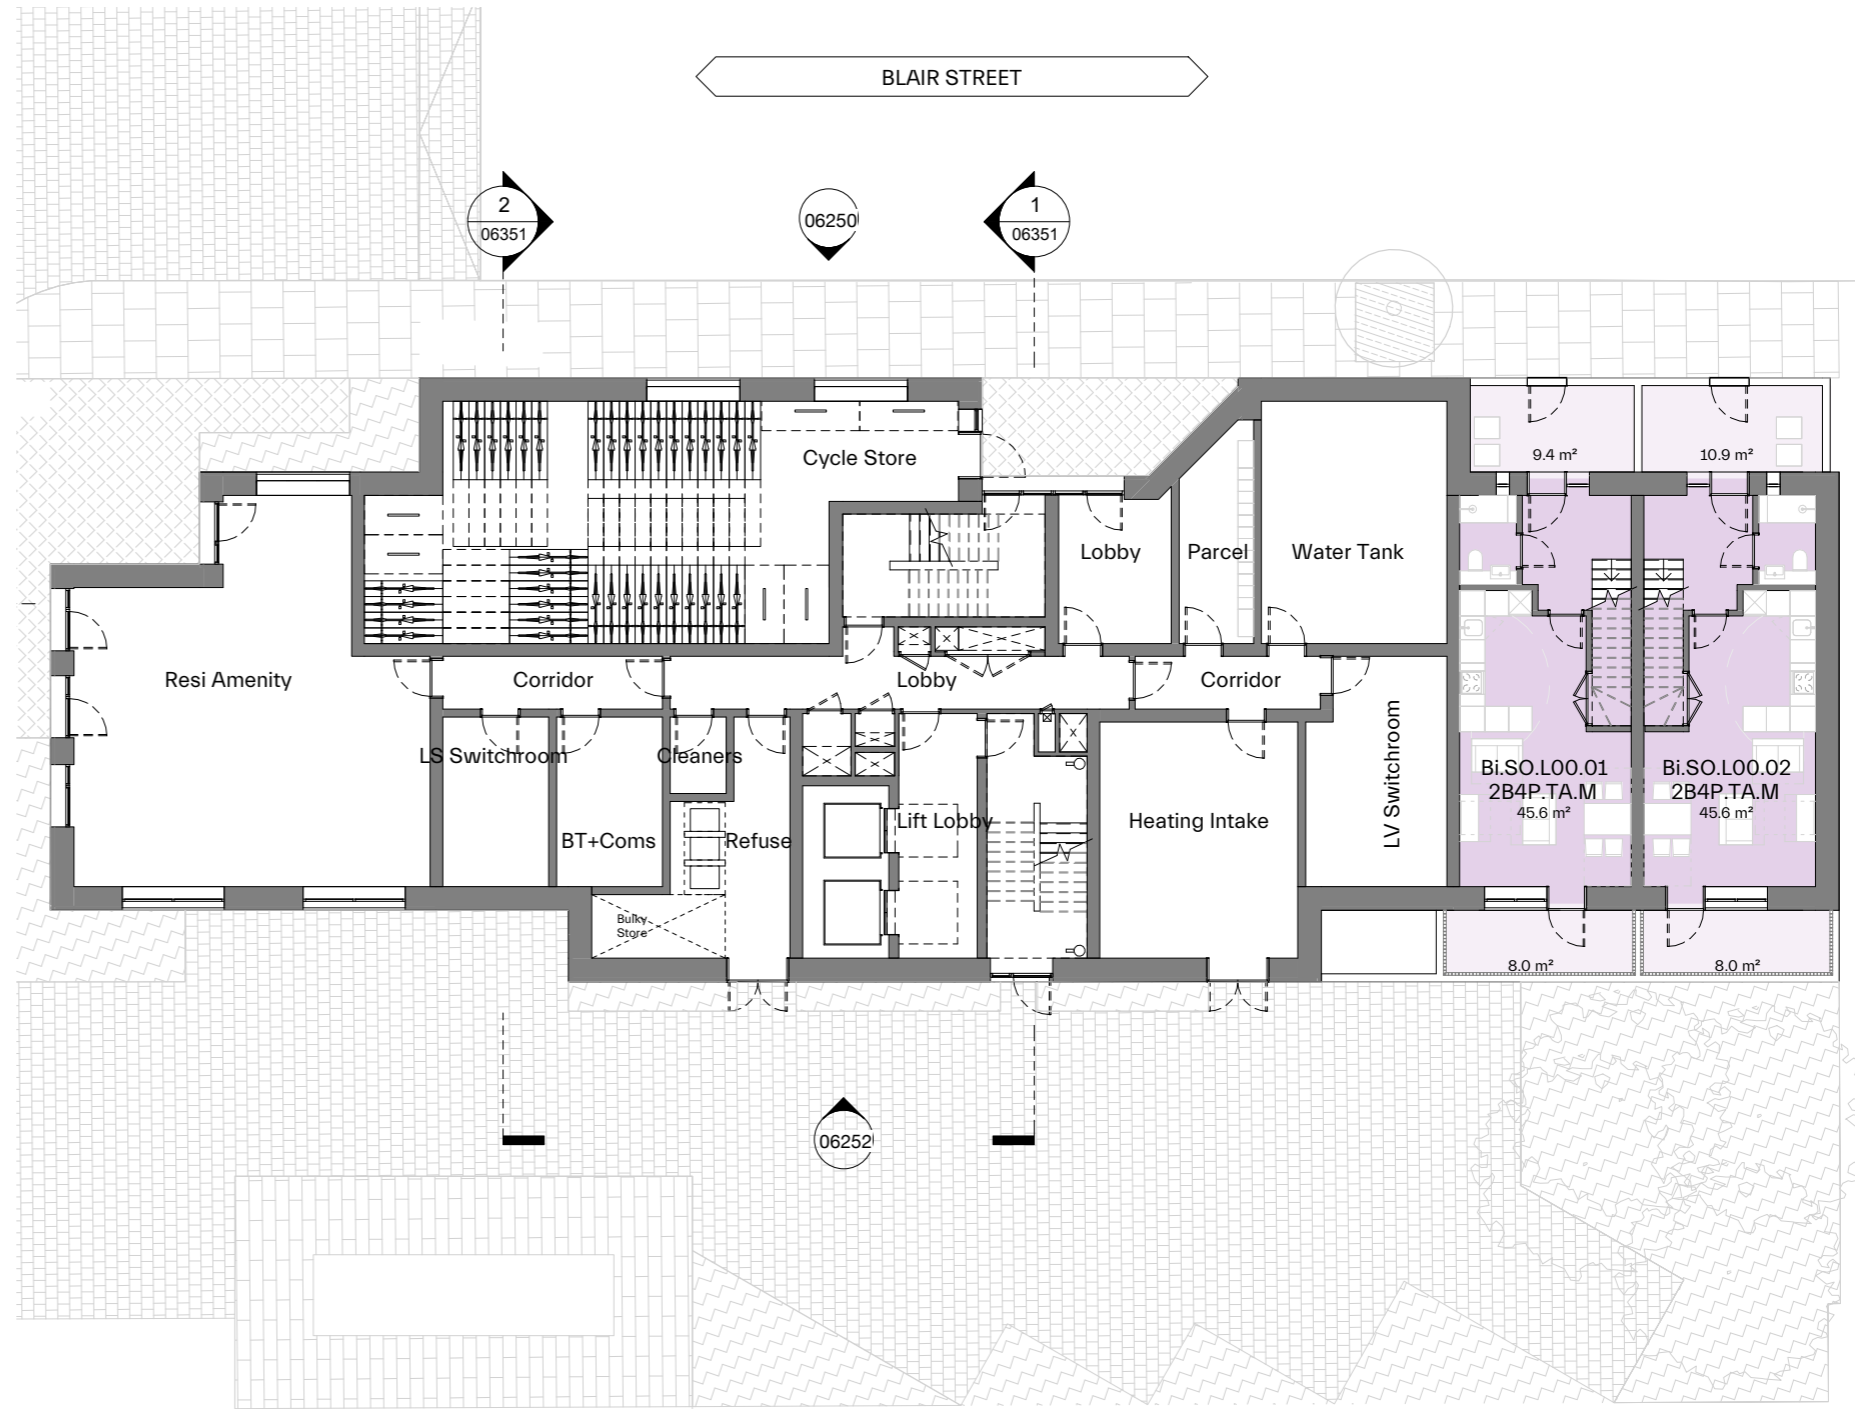 BLAIR STREET
2
06351
06250
1
06351
9.4 m²
10.9 m²
Cycle Store
Lobby
Parcel
Water Tank
Resi Amenity
Corridor
Lobby
Corridor
LS Switchroom
Cleaners
LV Switchroom
Bi.SO.L00.01
2B4P.TA.M
45.6 m²
Bi.SO.L00.02
2B4P.TA.M
45.6 m²
BT+Coms
Refuse
Lift Lobby
Heating Intake
Bulky
Store
8.0 m²
8.0 m²
06252